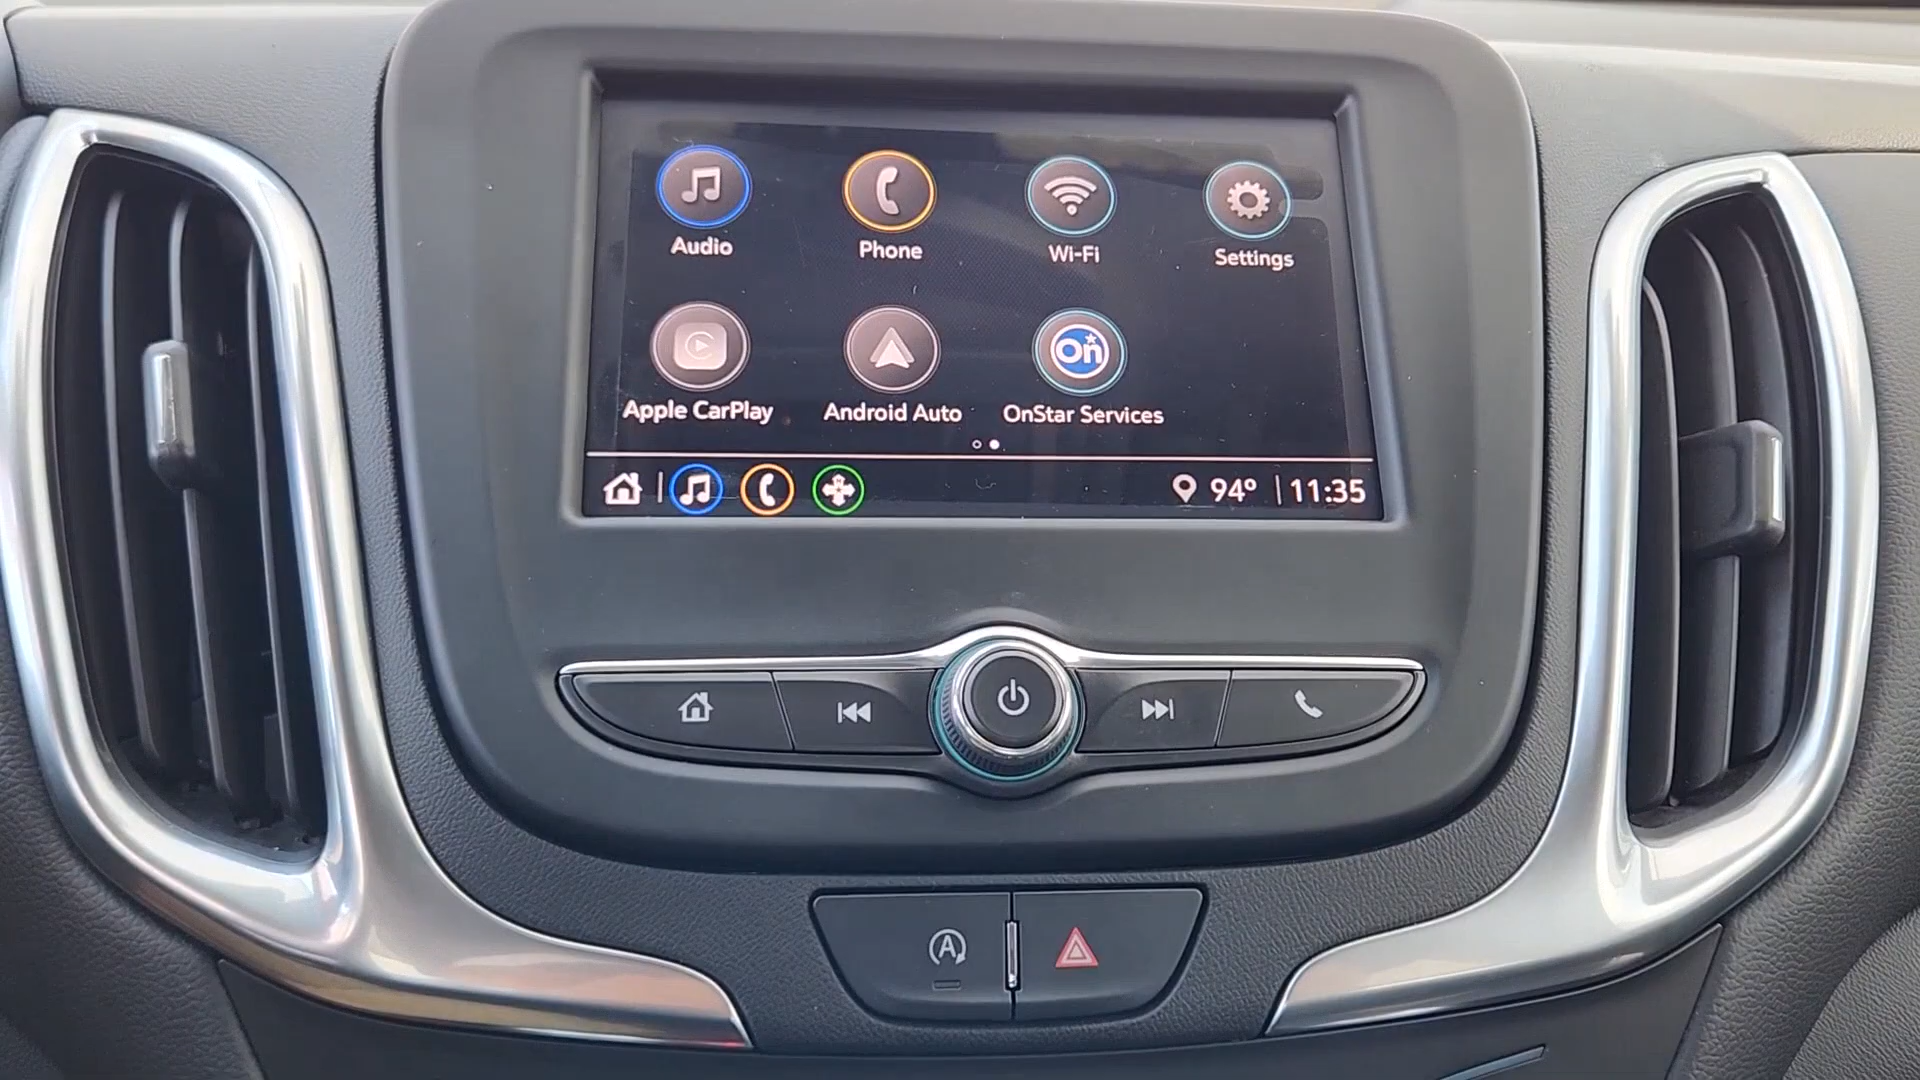 Audio Phone Wi-Fi Settings
On
Apple CarPlay Android Auto OnStar Services
94° 11:35
A